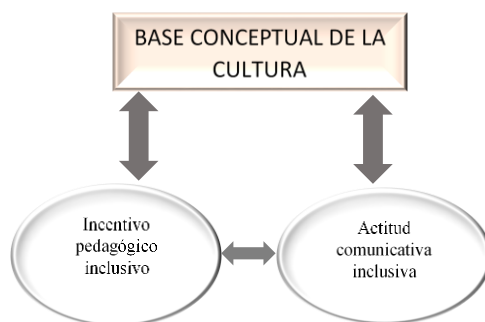 BASE CONCEPTUAL DE LA
CULTURA
Incentivo
pedagógico
inclusivo
Actitud
comunicativa
inclusiva